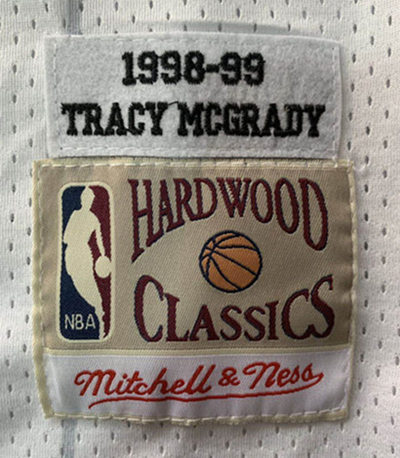 1998-99
TRACY MCGRADY
HARDWOOD
CLASSICS
NBA
Mitchell & Ness